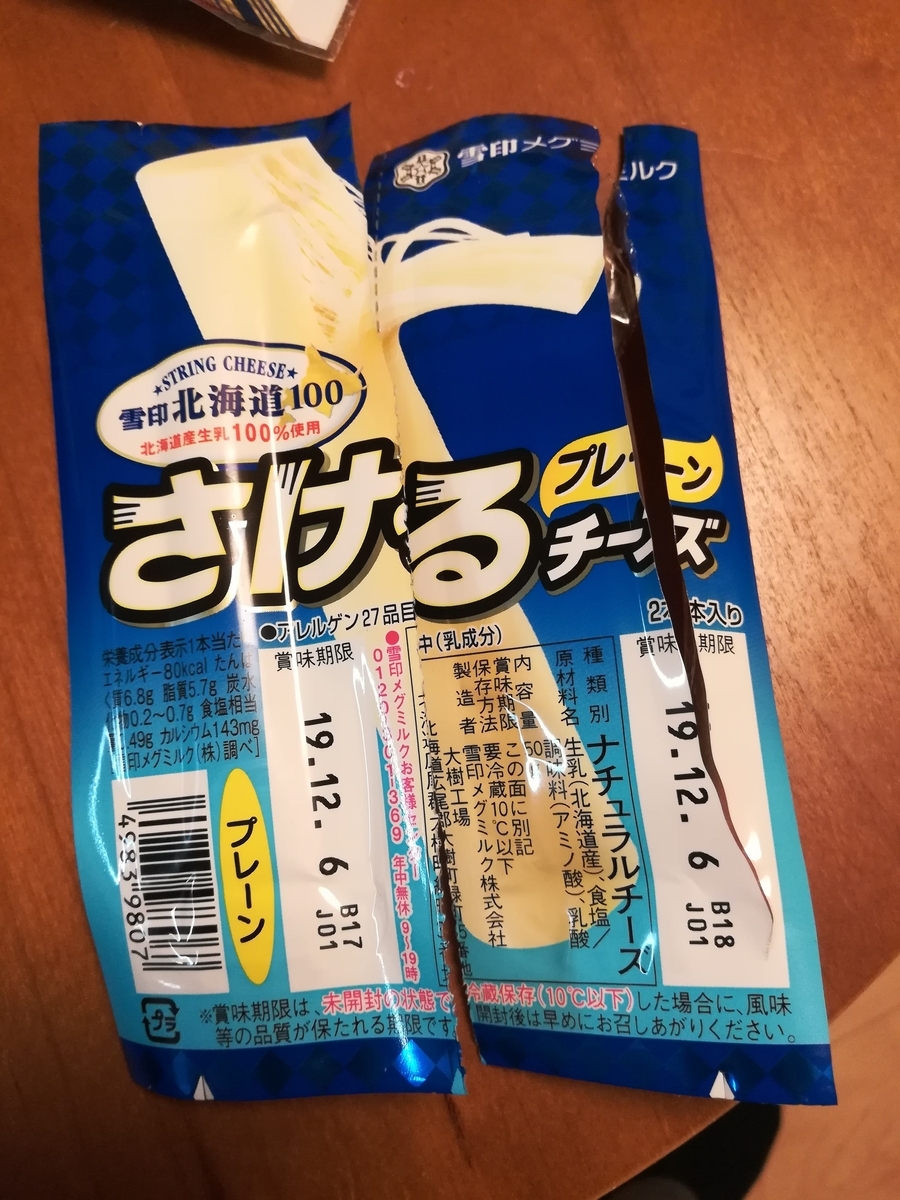 雪印メグミルク
★STRING CHEESE★
雪印北海道100
北海道産生乳100%使用
さける
プレーン
チーズ
2本入り
●アレルゲン27品目中(乳成分)
栄養成分表示1本当た
エネルギー80kcal たんぱ
く質6.8g 脂質5.7g 炭水
化物0.2～0.7g 食塩相当
.49g カルシウム143mg
雪印メグミルク(株)調べ]
プレーン
賞味期限
19.12. 6
B17
J01
●雪印メグミルクお客様センター
年中無休 9～19時
種類別 ナチュラルチーズ
原材料名 生乳(北海道産)、食塩/
調味料(アミノ酸)、乳酸
内容量 50
賞味期限 この面に別記
保存方法 要冷蔵10℃以下
製造者 雪印メグミルク株式会社
大樹工場
賞味期限
19.12. 6
B18
J01
4 9807
プラ
※賞味期限は、未開封の状態で 冷蔵保存(10℃以下)した場合に、風味
等の品質が保たれる期限です 開封後は早めにお召しあがりください。